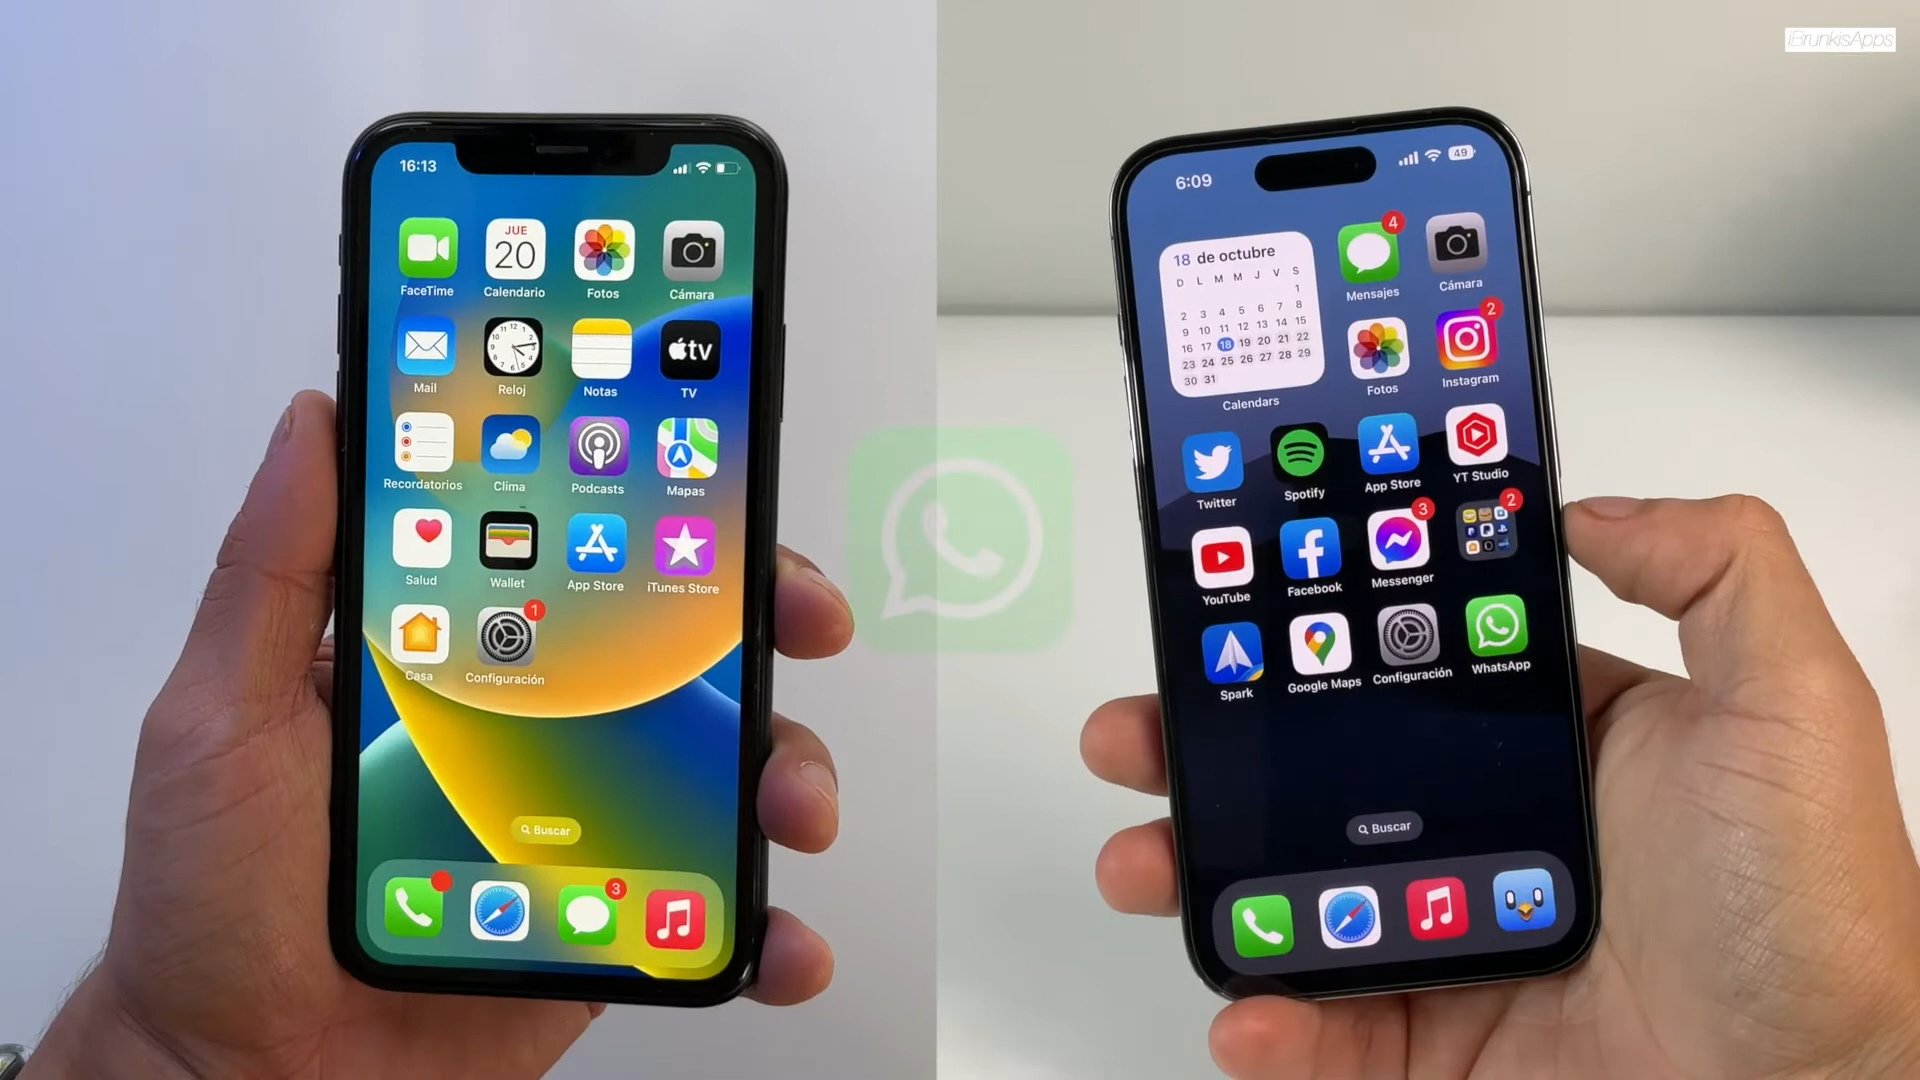 iBrunkisApps
16:13
JUE
20
FaceTime
Calendario
Fotos
Cámara
12
tv
Mail
Reloj
Notas
TV
Recordatorios
Clima
Podcasts
Mapas
Salud
Wallet
App Store
iTunes Store
1
Casa
Configuración
Buscar
3
6:09
49
18 de octubre
D L M M J V S
1
2 3 4 5 6 7 8
9 10 11 12 13 14 15
16 17 18 19 20 21 22
23 24 25 26 27 28 29
30 31
Calendars
4
Mensajes
Cámara
2
Fotos
Instagram
Twitter
Spotify
App Store
YT Studio
3
2
YouTube
Facebook
Messenger
Spark
Google Maps
Configuración
WhatsApp
Buscar